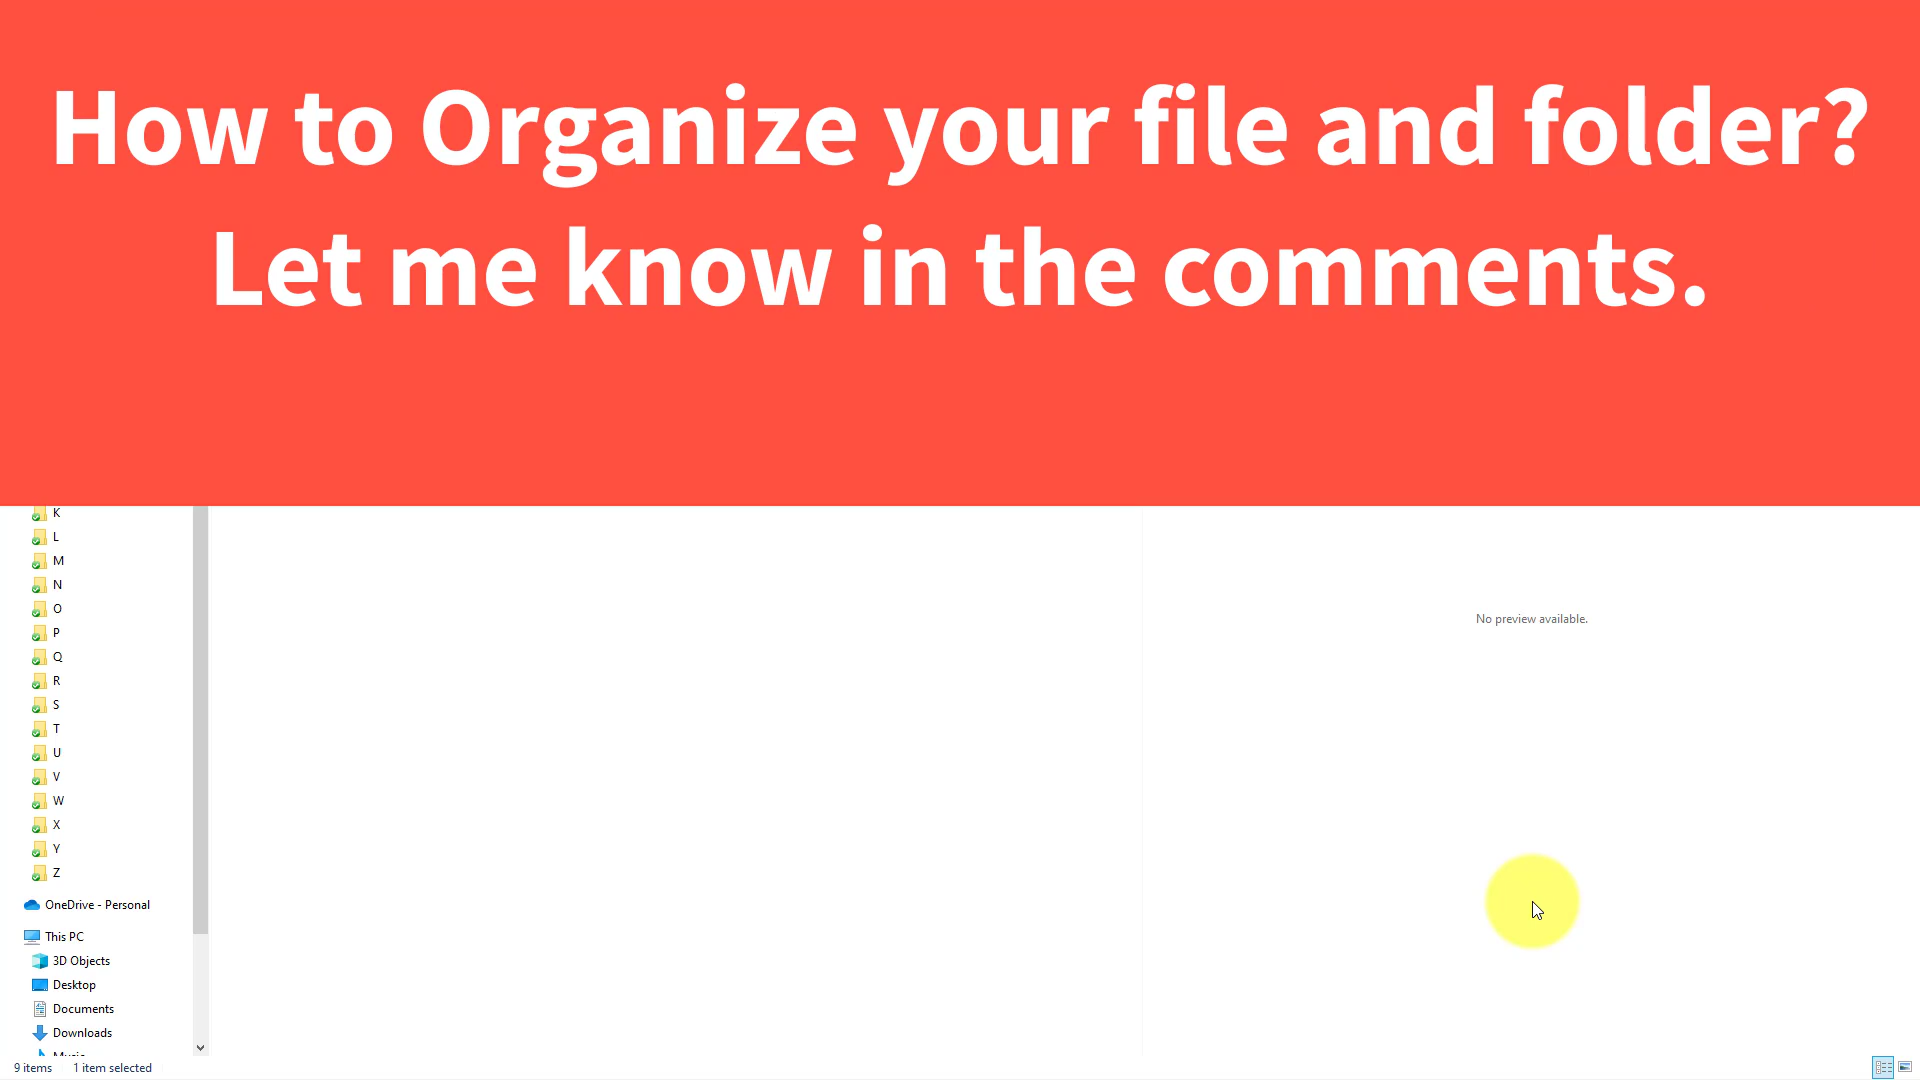 How to Organize your file and folder?
Let me know in the comments.
K
L
M
N
O
P
Q
R
S
T
U
V
W
X
Y
Z
OneDrive - Personal
This PC
3D Objects
Desktop
Documents
Downloads
Music
No preview available.
9 items 1 item selected